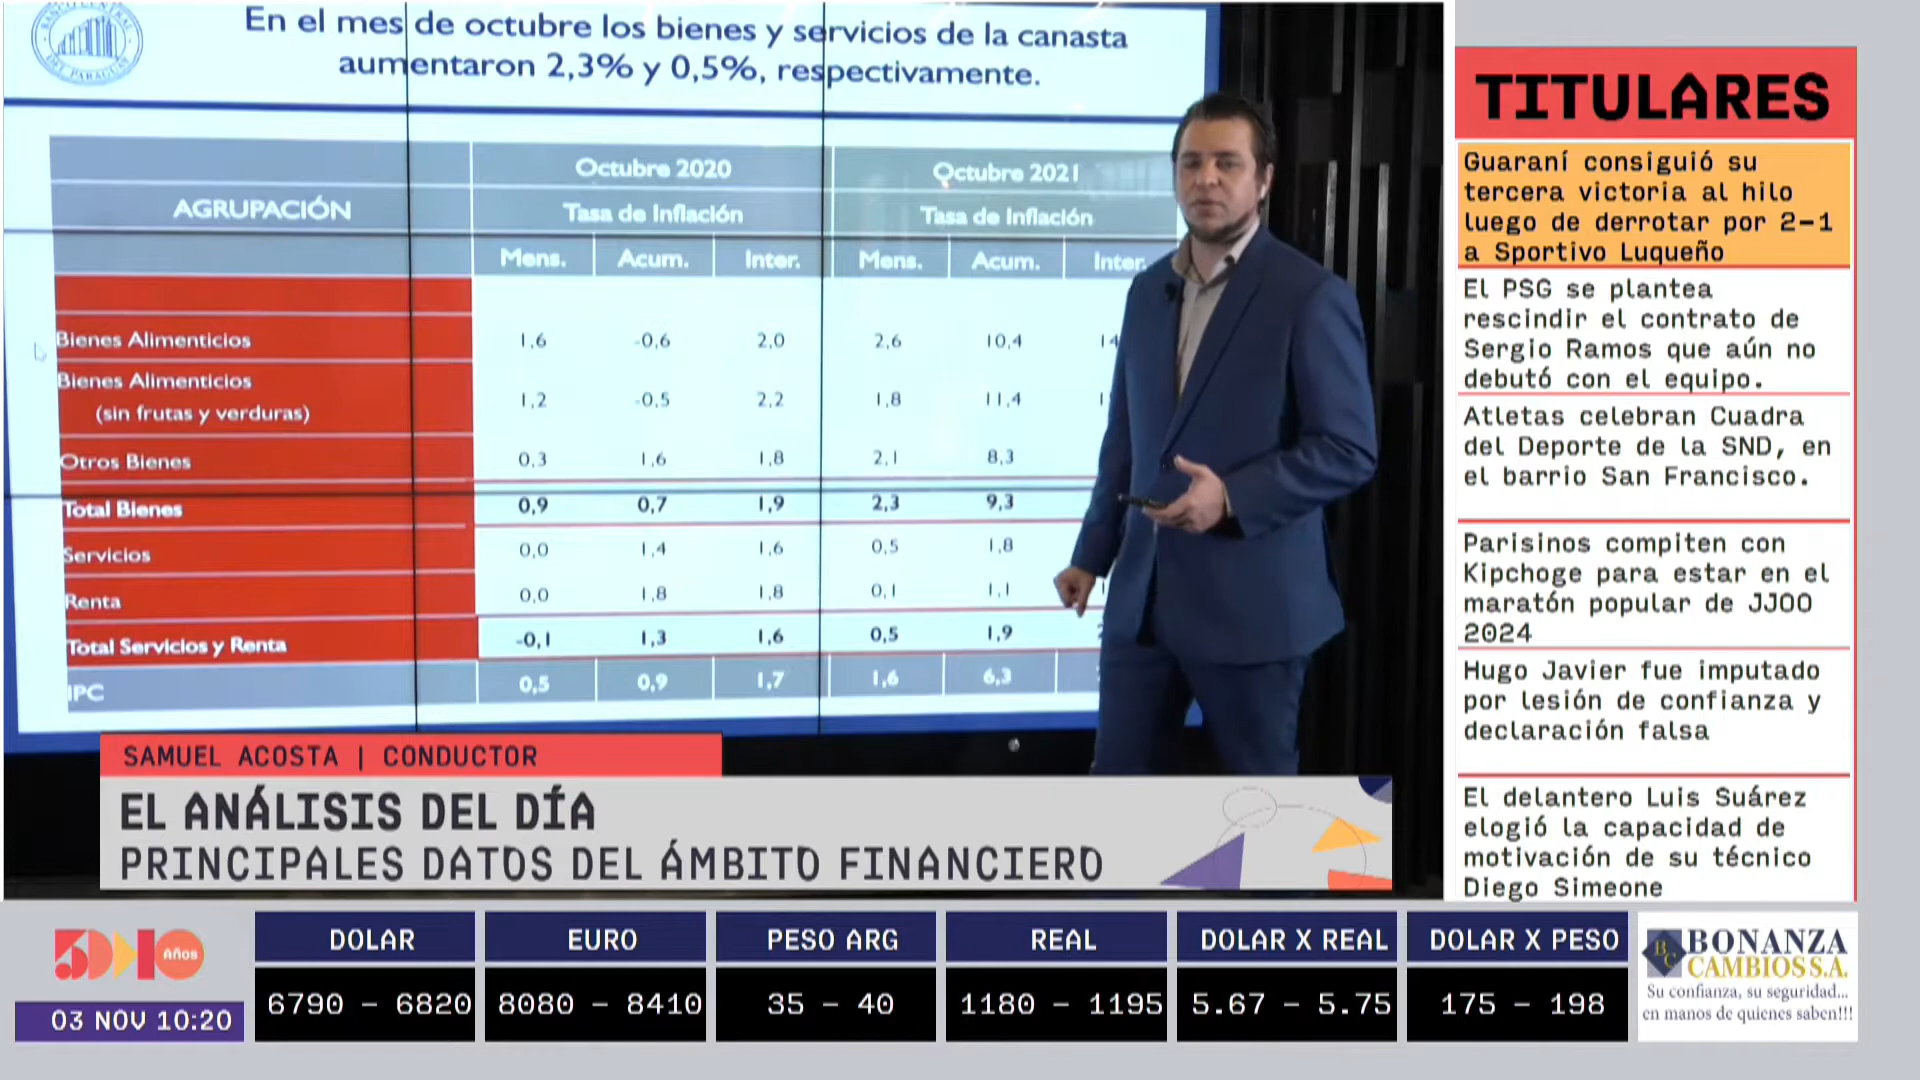 BANCO CENTRAL
DEL PARAGUAY
En el mes de octubre los bienes y servicios de la canasta
aumentaron 2,3% y 0,5%, respectivamente.
AGRUPACIÓN
Octubre 2020
Octubre 2021
Tasa de Inflación
Tasa de Inflación
Mens. Acum. Inter. Mens. Acum. Inter.
Bienes Alimenticios 1,6 -0,6 2,0 2,6 10,4 14
Bienes Alimenticios
(sin frutas y verduras) 1,2 -0,5 2,2 1,8 11,4
Otros Bienes 0,3 1,6 1,8 2,1 8,3
Total Bienes 0,9 0,7 1,9 2,3 9,3
Servicios 0,0 1,4 1,6 0,5 1,8
Renta 0,0 1,8 1,8 0,1 1,1
Total Servicios y Renta -0,1 1,3 1,6 0,5 1,9
IPC 0,5 0,9 1,7 1,6 6,3
SAMUEL ACOSTA | CONDUCTOR
EL ANÁLISIS DEL DÍA
PRINCIPALES DATOS DEL ÁMBITO FINANCIERO
TITULARES
Guaraní consiguió su
tercera victoria al hilo
luego de derrotar por 2-1
a Sportivo Luqueño
El PSG se plantea
rescindir el contrato de
Sergio Ramos que aún no
debutó con el equipo.
Atletas celebran Cuadra
del Deporte de la SND, en
el barrio San Francisco.
Parisinos compiten con
Kipchoge para estar en el
maratón popular de JJOO
2024
Hugo Javier fue imputado
por lesión de confianza y
declaración falsa
El delantero Luis Suárez
elogió la capacidad de
motivación de su técnico
Diego Simeone
Años
03 NOV 10:20
DOLAR
6790 - 6820
EURO
8080 - 8410
PESO ARG
35 - 40
REAL
1180 - 1195
DOLAR X REAL
5.67 - 5.75
DOLAR X PESO
175 - 198
BC
BONANZA
CAMBIOS S.A.
Su confianza, su seguridad...
en manos de quienes saben!!!